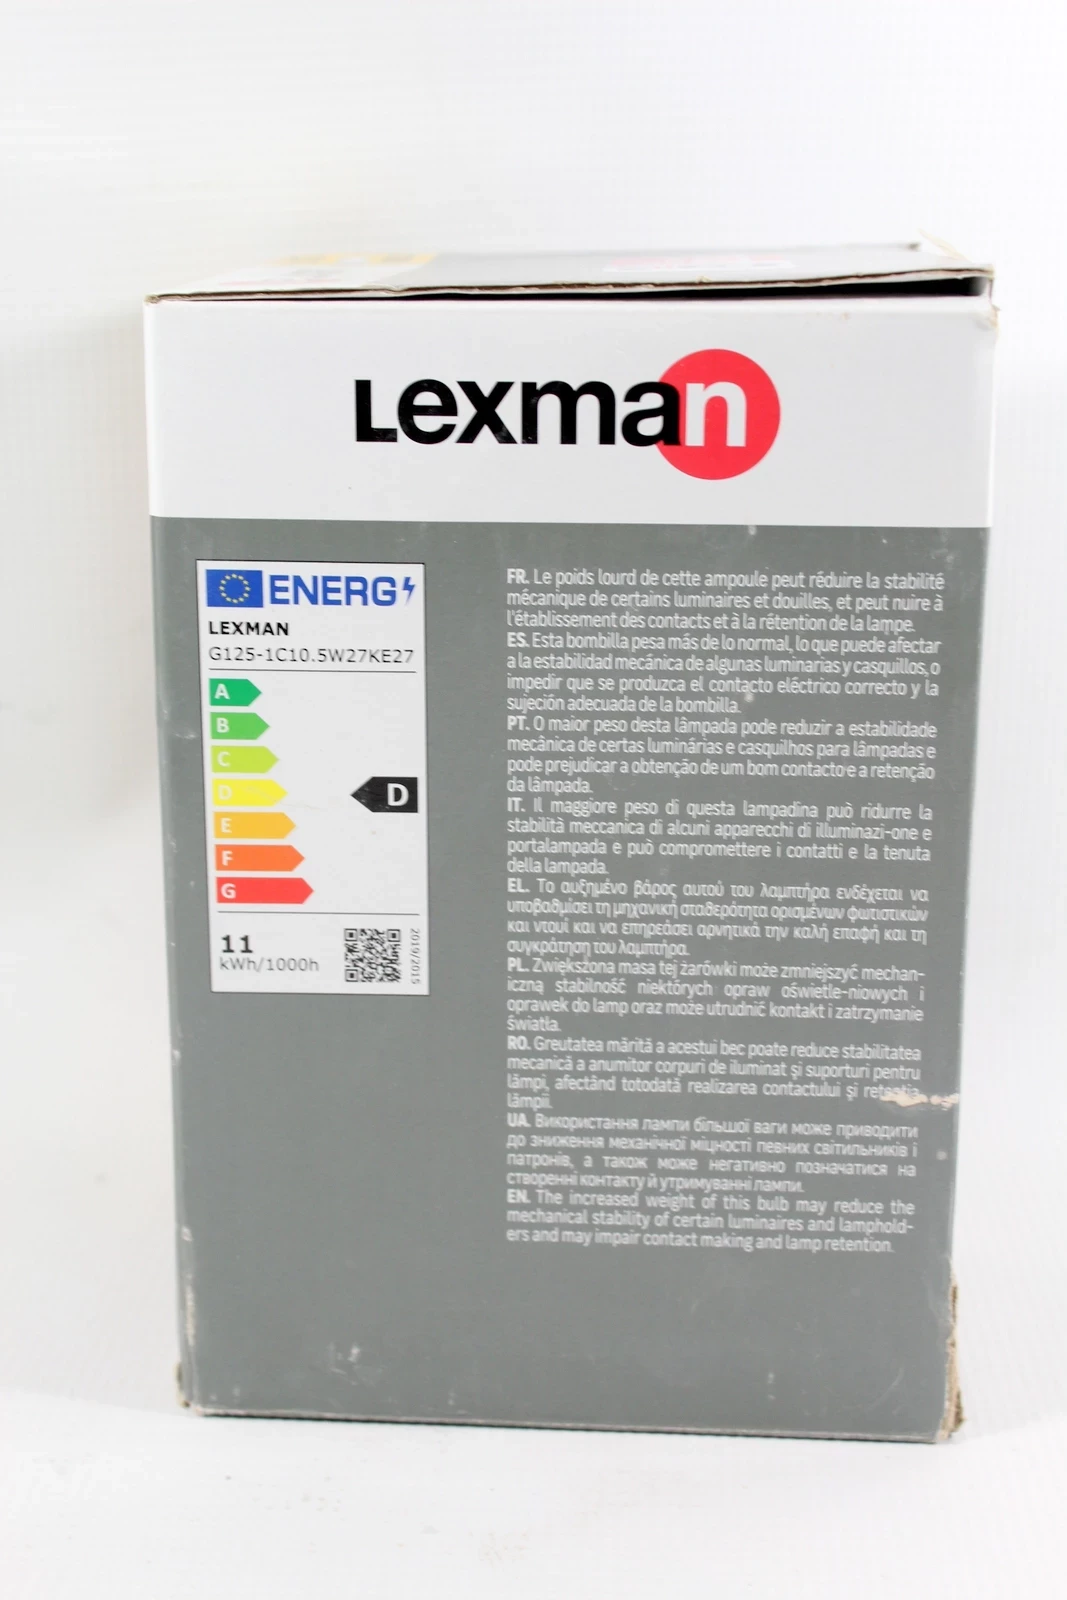 Lexman
ENERG
LEXMAN
G125-1C10.5W27KE27
A
B
C
D
E
F
G
D
11
kWh/1000h
2019/2015
FR. Le poids lourd de cette ampoule peut réduire la stabilité
mécanique de certains luminaires et douilles, et peut nuire à
l'établissement des contacts et à la rétention de la lampe.
ES. Esta bombilla pesa más de lo normal, lo que puede afectar
a la estabilidad mecánica de algunas luminarias y casquillos, o
impedir que se produzca el contacto eléctrico correcto y la
sujeción adecuada de la bombilla.
PT. O maior peso desta lâmpada pode reduzir a estabilidade
mecânica de certas luminárias e casquilhos para lâmpadas e
pode prejudicar a obtenção de um bom contacto e a retenção
da lâmpada.
IT. Il maggiore peso di questa lampadina può ridurre la
stabilità meccanica di alcuni apparecchi di illuminazi-one e
portalampada e può compromettere i contatti e la tenuta
della lampada.
EL. Το αυξημένο βάρος αυτού του λαμπτήρα ενδέχεται να
υποβαθμίσει τη μηχανική σταθερότητα ορισμένων φωτιστικών
και ντουί και να επηρεάσει αρνητικά την καλή επαφή και τη
συγκράτηση του λαμπτήρα.
PL. Zwiększona masa tej żarówki może zmniejszyć mechan-
iczną stabilność niektórych opraw oświetle-niowych i
oprawek do lamp oraz może utrudnić kontakt i zatrzymanie
światła.
RO. Greutatea mărită a acestui bec poate reduce stabilitatea
mecanică a anumitor corpuri de iluminat și suporturi pentru
lămpi, afectând totodată realizarea contactului și retenția
lămpii.
UA. Використання лампи більшої ваги може приводити
до зниження механічної міцності певних світильників і
патронів, а також може негативно позначатися на
створенні контакту й утримуванні лампи.
EN. The increased weight of this bulb may reduce the
mechanical stability of certain luminaires and lamphold-
ers and may impair contact making and lamp retention.